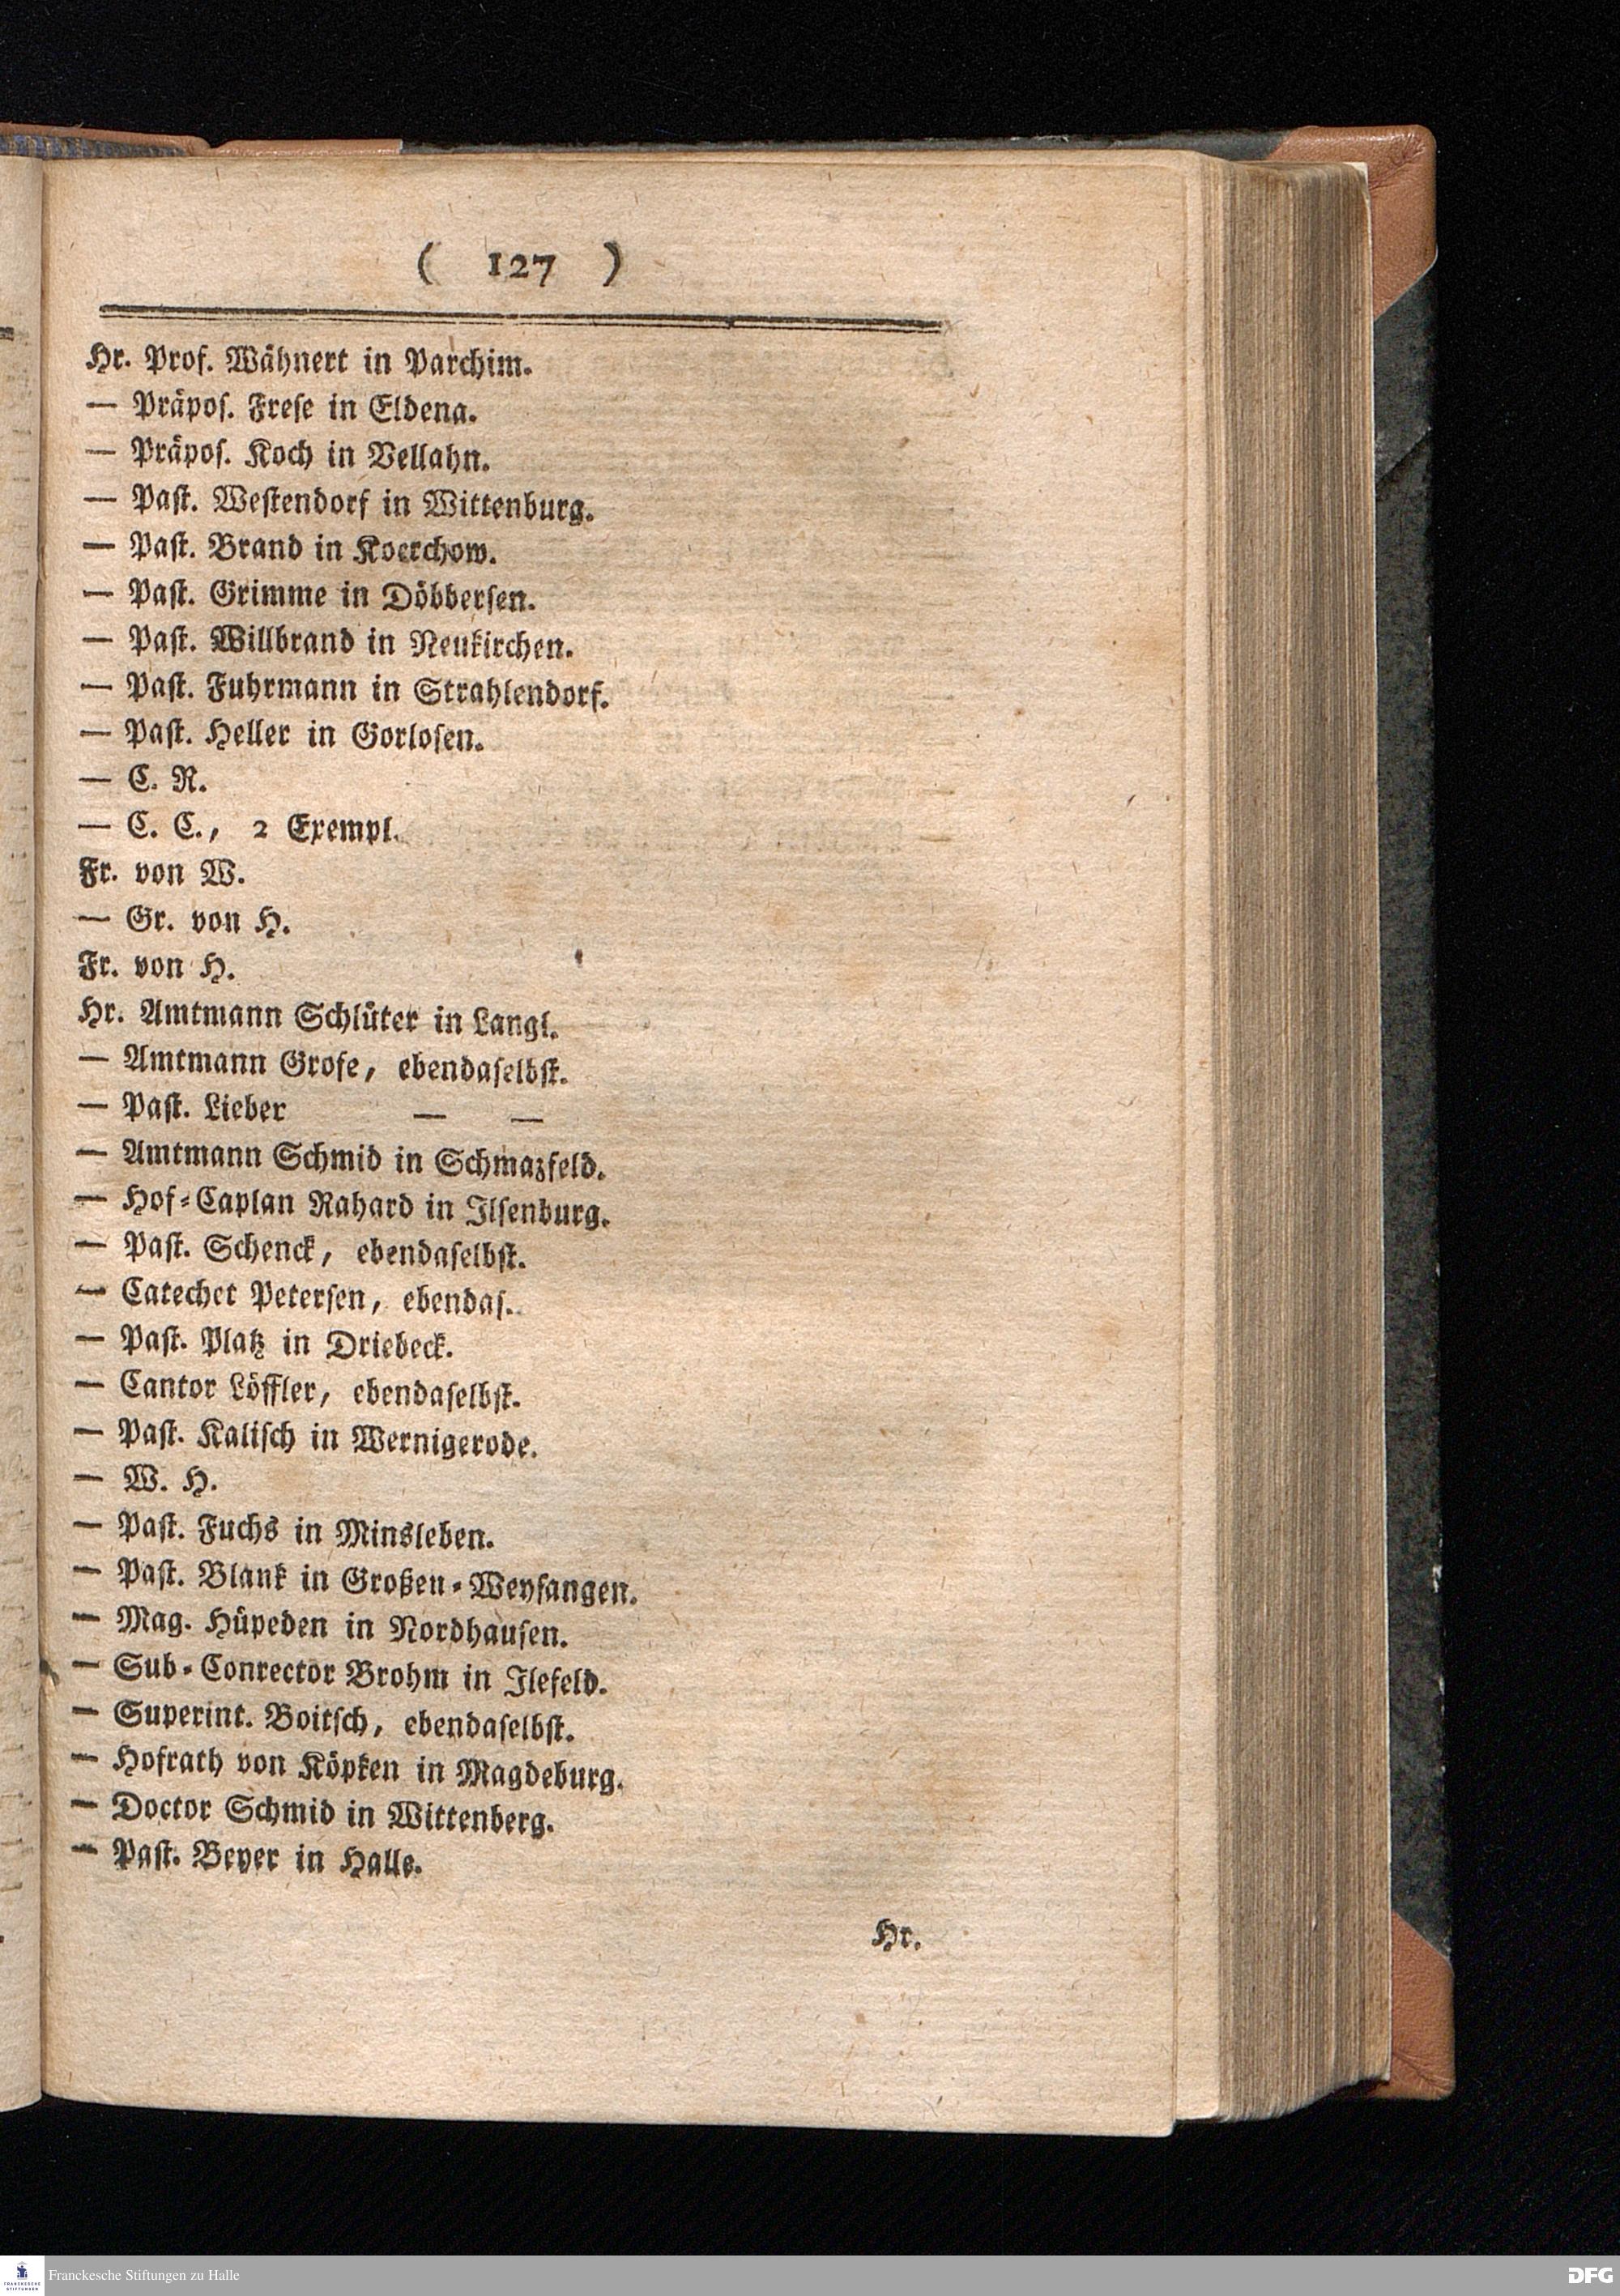 ( 127 )
Hr. Prof. Wähnert in Parchim.
— Präpoſ. Freſe in Eldena.
— Präpoſ. Koch in Vellahn.
— Paſt. Weſtendorf in Wittenburg.
— Paſt. Brand in Koerchow.
— Paſt. Grimme in Döbberſen.
— Paſt. Willbrand in Neukirchen.
— Paſt. Fuhrmann in Strahlendorf.
— Paſt. Heller in Gorloſen.
— C. R.
— C. C., 2 Exempl.
Fr. von W.
— Gr. von H.
Fr. von H.
Hr. Amtmann Schlüter in Langl.
— Amtmann Grofe, ebendaſelbſt.
— Paſt. Lieber — —
— Amtmann Schmid in Schmazfeld.
— Hof-Caplan Rahard in Ilſenburg.
— Paſt. Schenck, ebendaſelbſt.
— Catechet Peterſen, ebendaſ.
— Paſt. Platz in Driebeck.
— Cantor Löffler, ebendaſelbſt.
— Paſt. Kaliſch in Wernigerode.
— W. H.
— Paſt. Fuchs in Minsleben.
— Paſt. Blank in Großen-Weyſangen.
— Mag. Hüpeden in Nordhauſen.
— Sub-Conrector Brohm in Ilefeld.
— Superint. Boitſch, ebendaſelbſt.
— Hofrath von Köpken in Magdeburg.
— Doctor Schmid in Wittenberg.
— Paſt. Beyer in Halle.
Hr.
FRANCKESCHE STIFTUNGEN
Franckesche Stiftungen zu Halle
DFG